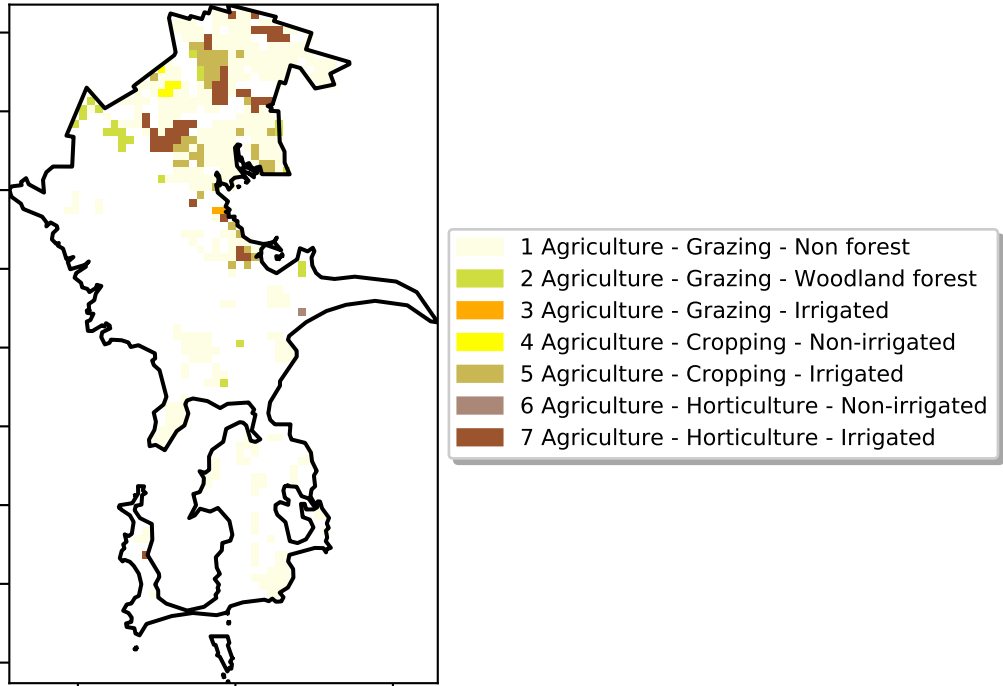 1 Agriculture - Grazing - Non forest
2 Agriculture - Grazing - Woodland forest
3 Agriculture - Grazing - Irrigated
4 Agriculture - Cropping - Non-irrigated
5 Agriculture - Cropping - Irrigated
6 Agriculture - Horticulture - Non-irrigated
7 Agriculture - Horticulture - Irrigated